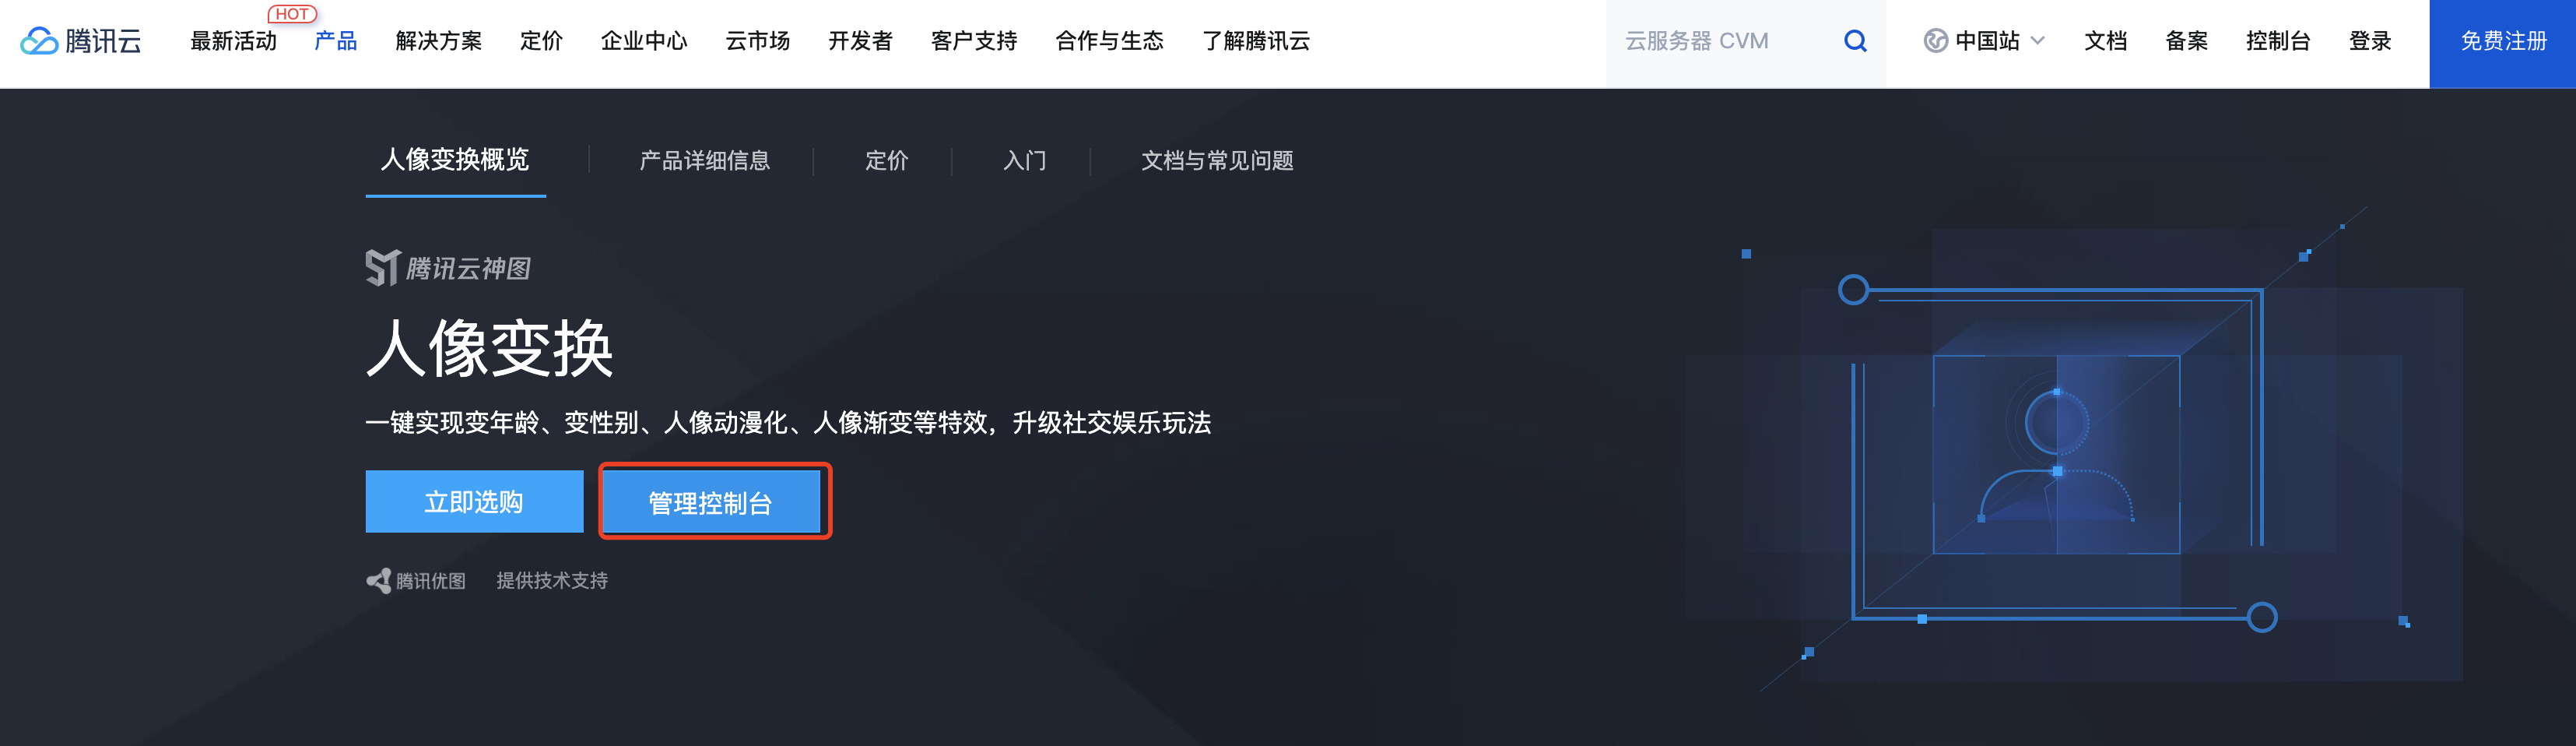 HOT
腾讯云 最新活动 产品 解决方案 定价 企业中心 云市场 开发者 客户支持 合作与生态 了解腾讯云 云服务器 CVM 中国站 文档 备案 控制台 登录 免费注册
人像变换概览 产品详细信息 定价 入门 文档与常见问题
腾讯云神图
人像变换
一键实现变年龄、变性别、人像动漫化、人像渐变等特效，升级社交娱乐玩法
立即选购 管理控制台
腾讯优图 提供技术支持